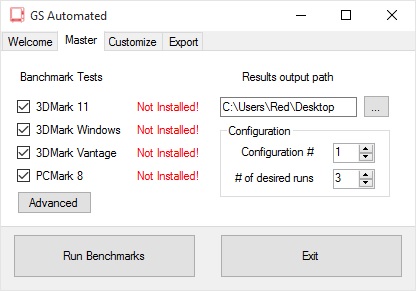 GS Automated
Welcome Master Customize Export
Banchmark Tests
3DMark 11 Not Installed!
3DMark Windows Not Installed!
3DMark Vantage Not Installed!
PCMark 8 Not Installed!
Advanced
Results output path
C:\Users\Red\Desktop ...
Configuration
Configuration # 1
# of desired runs 3
Run Benchmarks Exit